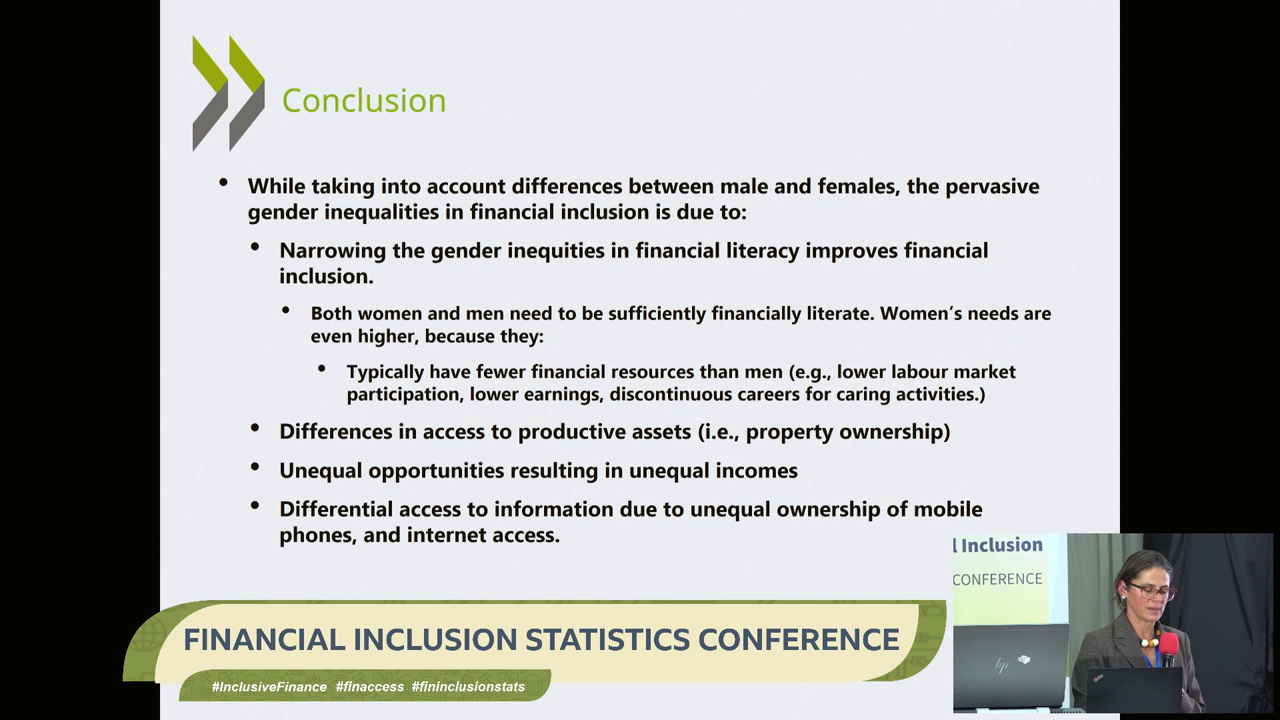 Conclusion
• While taking into account differences between male and females, the pervasive
gender inequalities in financial inclusion is due to:
• Narrowing the gender inequities in financial literacy improves financial
inclusion.
• Both women and men need to be sufficiently financially literate. Women's needs are
even higher, because they:
• Typically have fewer financial resources than men (e.g., lower labour market
participation, lower earnings, discontinuous careers for caring activities.)
• Differences in access to productive assets (i.e., property ownership)
• Unequal opportunities resulting in unequal incomes
• Differential access to information due to unequal ownership of mobile
phones, and internet access.
l Inclusion
CONFERENCE
hp
FINANCIAL INCLUSION STATISTICS CONFERENCE
#InclusiveFinance #finaccess #fininclusionstats